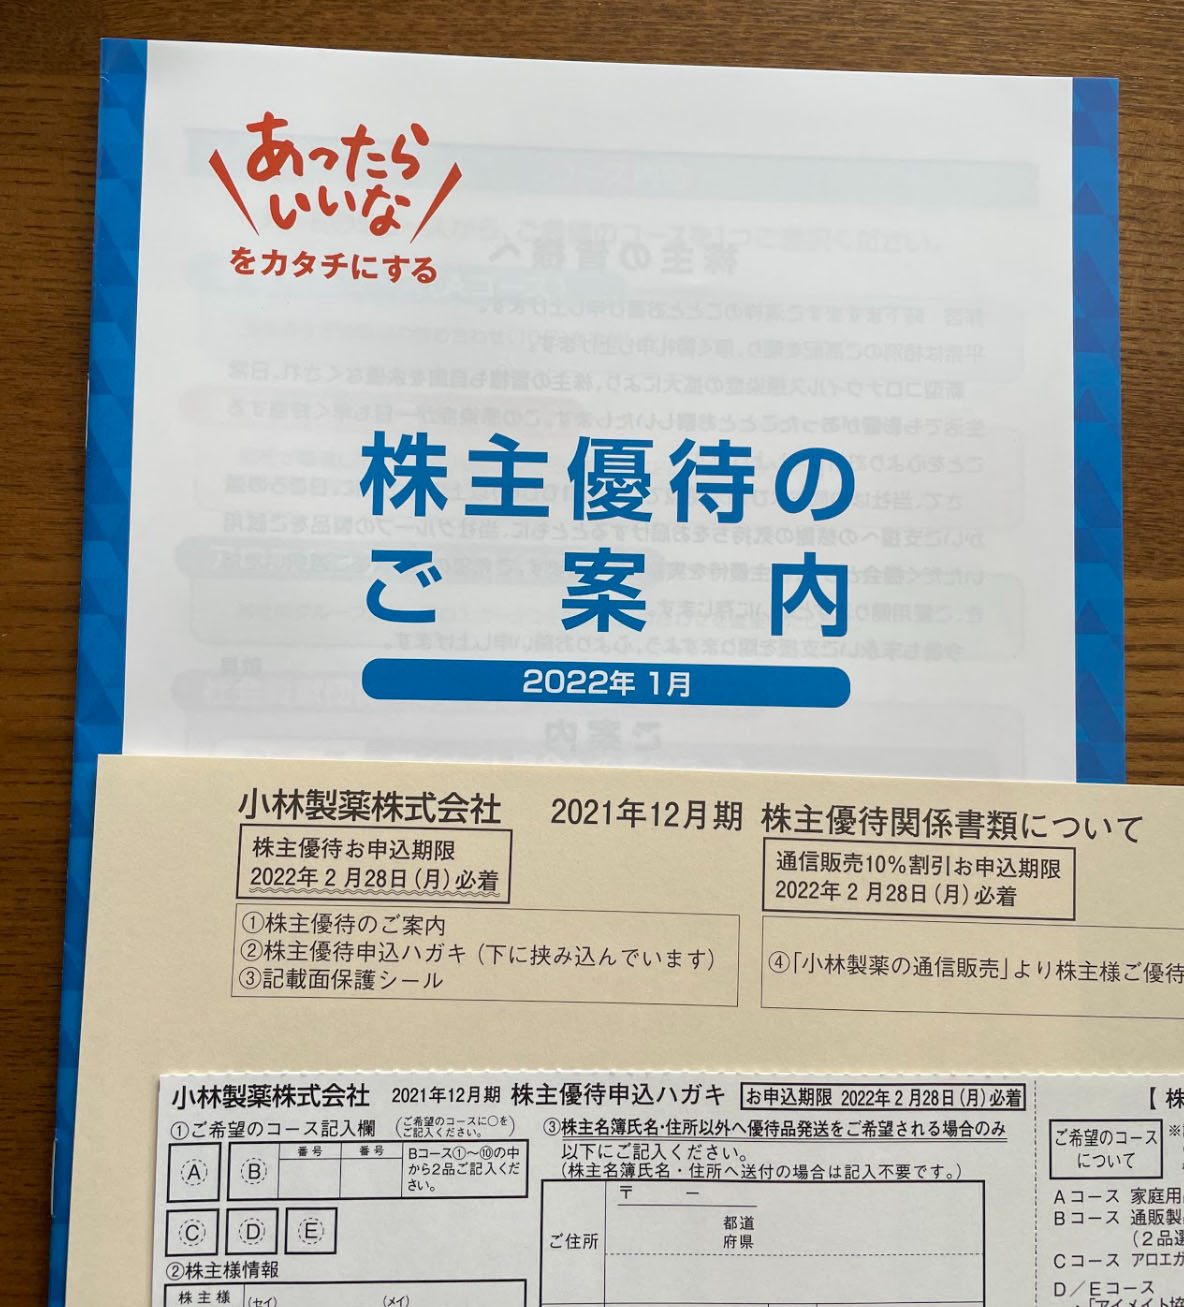 あったら
いいな
をカタチにする
株主優待の
ご案内
2022年 1月
小林製薬株式会社 2021年12月期 株主優待関係書類について
株主優待お申込期限
2022年2月28日(月)必着
通信販売10%割引お申込期限
2022年2月28日(月)必着
①株主優待のご案内
②株主優待申込ハガキ(下に挟み込んでいます)
③記載面保護シール
④「小林製薬の通信販売」より株主様ご優待
小林製薬株式会社 2021年12月期 株主優待申込ハガキ お申込期限 2022年2月28日(月)必着
①ご希望のコース記入欄 (ご希望のコースに○をご記入ください。)
A B 番号 番号
Bコース①~⑩の中
から2品ご記入くだ
さい。
C D E
②株主様情報
株主様 (セイ) (メイ)
③株主名簿氏名・住所以外へ優待品発送をご希望される場合のみ
以下にご記入ください。
(株主名簿氏名・住所へ送付の場合は記入不要です。)
〒 -
ご住所
都道
府県
【株
ご希望のコース
について
Aコース 家庭用
Bコース 通販製
(2品
Cコース アロエガ
D/Eコース
「アイメイト協